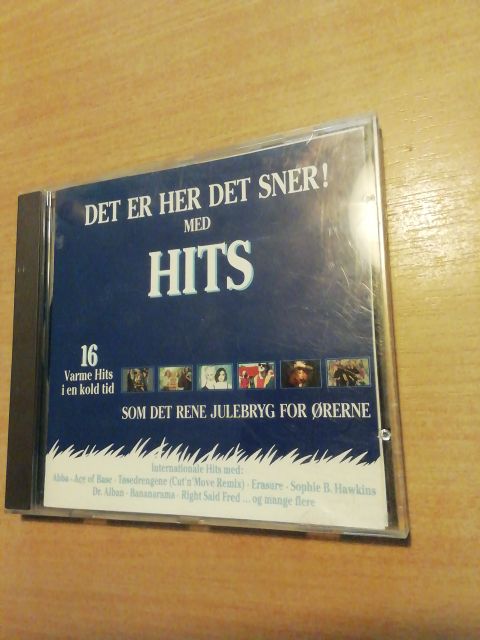 DET ER HER DET SNER!
MED
HITS
16
Varme Hits
i en kold tid
SOM DET RENE JULEBRYG FOR ØRERNE
Internationale Hits med:
Abba · Ace of Base · Tøsedrengene (Cut'n'Move Remix) · Erasure · Sophie B. Hawkins
Dr. Alban · Bananarama · Right Said Fred ... og mange flere